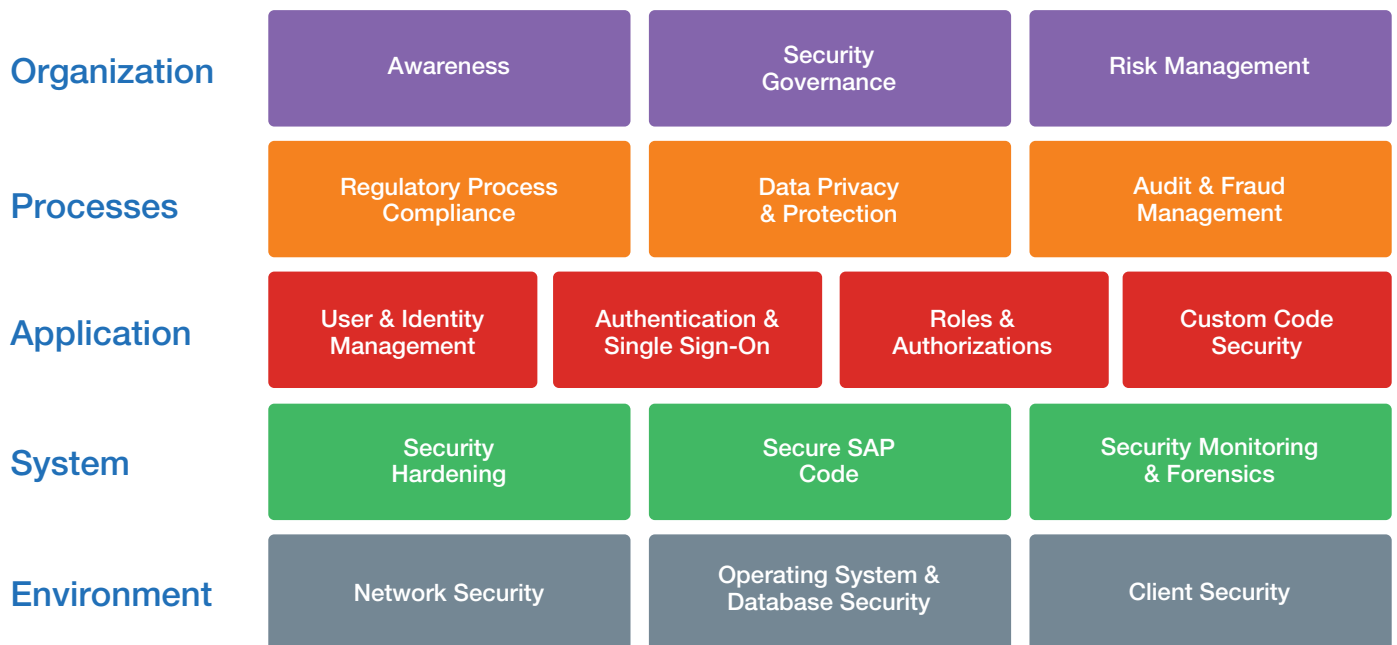 Organization
Awareness
Security
Governance
Risk Management
Processes
Regulatory Process
Compliance
Data Privacy
& Protection
Audit & Fraud
Management
Application
User & Identity
Management
Authentication &
Single Sign-On
Roles &
Authorizations
Custom Code
Security
System
Security
Hardening
Secure SAP
Code
Security Monitoring
& Forensics
Environment
Network Security
Operating System &
Database Security
Client Security